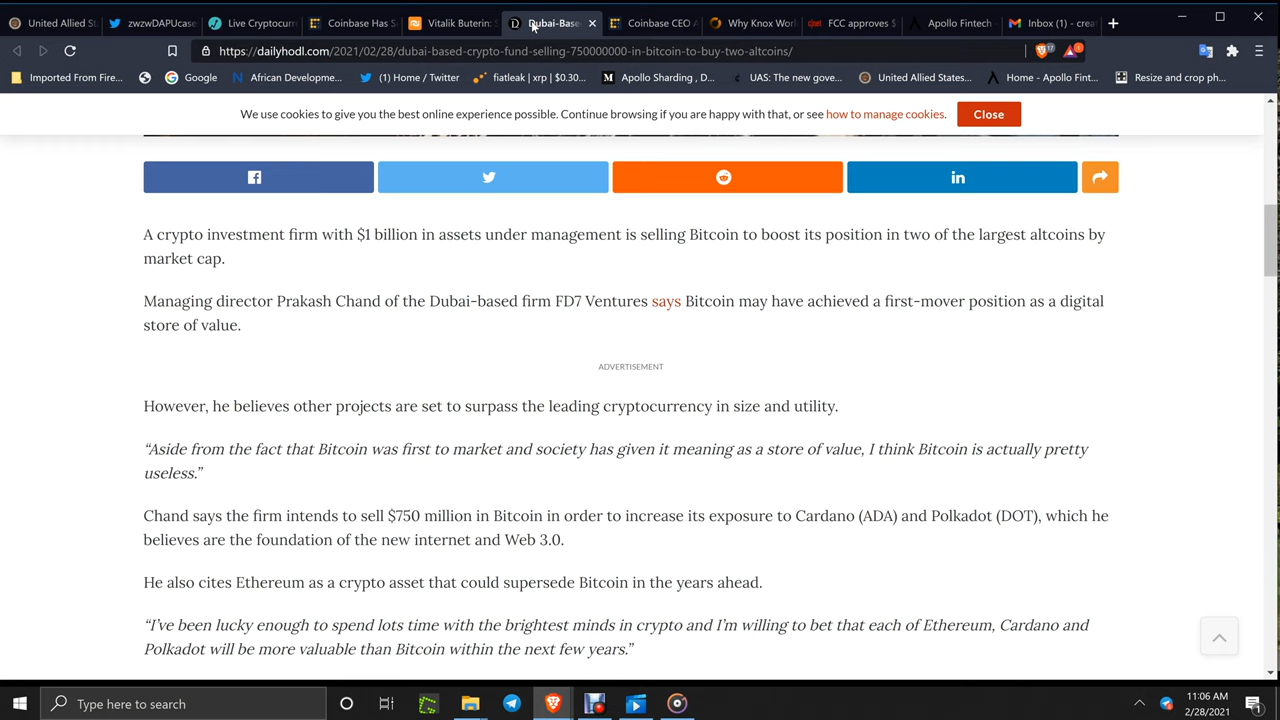 United Allied St
zwzwDAPUcase
Live Cryptocurr
Coinbase Has S
Vitalik Buterin:
Dubai-Base
Coinbase CEO A
Why Knox Worl
FCC approves $
Apollo Fintech -
Inbox (1) - crea
https://dailyhodl.com/2021/02/28/dubai-based-crypto-fund-selling-750000000-in-bitcoin-to-buy-two-altcoins/
17
1
Imported From Fire...
Google
African Developme...
(1) Home / Twitter
fiatleak | xrp | $0.30...
Apollo Sharding , D...
UAS: The new gove...
United Allied States...
Home - Apollo Fint...
Resize and crop ph...
We use cookies to give you the best online experience possible. Continue browsing if you are happy with that, or see how to manage cookies.
Close
A crypto investment firm with $1 billion in assets under management is selling Bitcoin to boost its position in two of the largest altcoins by
market cap.
Managing director Prakash Chand of the Dubai-based firm FD7 Ventures says Bitcoin may have achieved a first-mover position as a digital
store of value.
ADVERTISEMENT
However, he believes other projects are set to surpass the leading cryptocurrency in size and utility.
“Aside from the fact that Bitcoin was first to market and society has given it meaning as a store of value, I think Bitcoin is actually pretty
useless.”
Chand says the firm intends to sell $750 million in Bitcoin in order to increase its exposure to Cardano (ADA) and Polkadot (DOT), which he
believes are the foundation of the new internet and Web 3.0.
He also cites Ethereum as a crypto asset that could supersede Bitcoin in the years ahead.
“I’ve been lucky enough to spend lots time with the brightest minds in crypto and I’m willing to bet that each of Ethereum, Cardano and
Polkadot will be more valuable than Bitcoin within the next few years.”
Type here to search
11:06 AM
2/28/2021
1